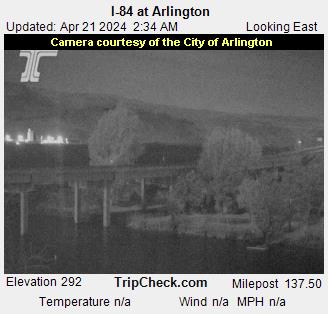 I-84 at Arlington
Updated: Apr 21 2024 2:34 AM Looking East
Camera courtesy of the City of Arlington
Elevation 292 TripCheck.com Milepost 137.50
Temperature n/a Wind n/a MPH n/a